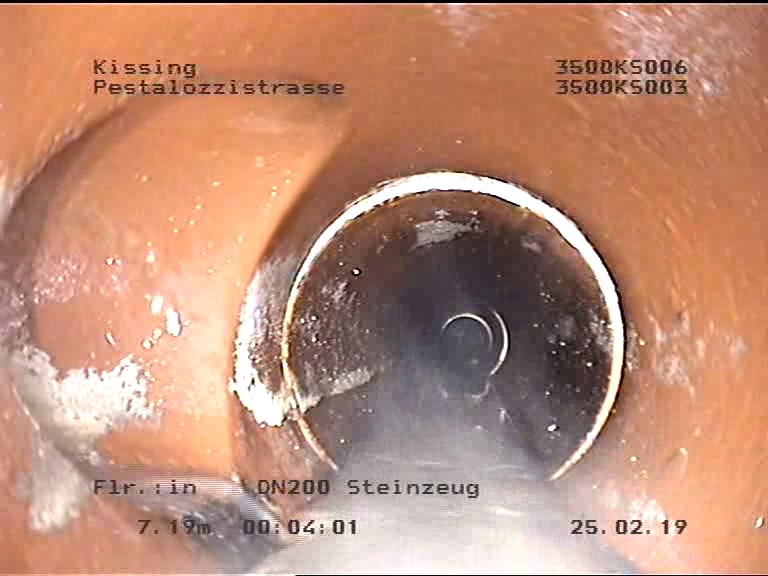 Kissing 3500KS006
Pestalozzistrasse 3500KS003
Flr.:in DN200 Steinzeug
7.19m 00:04:01 25.02.19